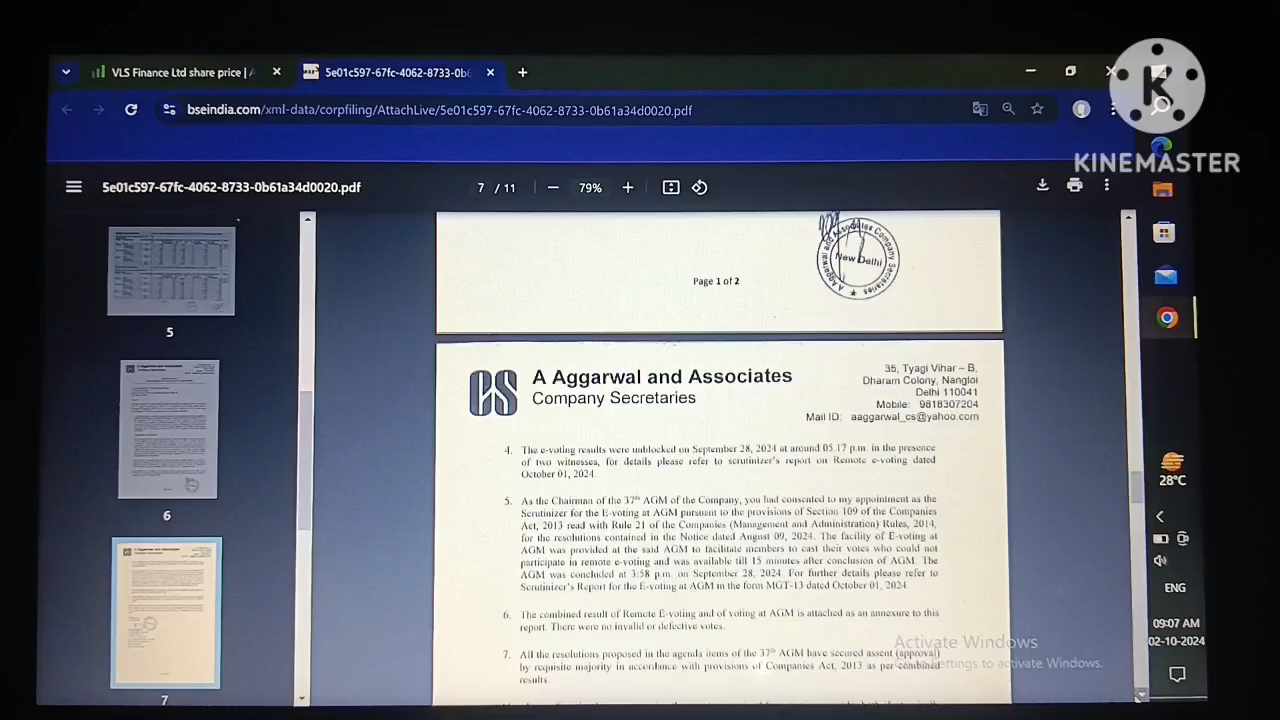 VLS Finance Ltd share price | A
5e01c597-67fc-4062-8733-0b6
bseindia.com/xml-data/corpfiling/AttachLive/5e01c597-67fc-4062-8733-0b61a34d0020.pdf
K
KINEMASTER
5e01c597-67fc-4062-8733-0b61a34d0020.pdf
7 / 11
79%
5
6
7
A Aggarwal and Associates Company Secretaries
New Delhi
Page 1 of 2
CS
A Aggarwal and Associates
Company Secretaries
35, Tyagi Vihar – B,
Dharam Colony, Nangloi
Delhi 110041
Mobile: 9818307204
Mail ID: aaggarwal_cs@yahoo.com
4. The e-voting results were unblocked on September 28, 2024 at around 05.17 p.m. in the presence
of two witnesses, for details please refer to scrutinizer's report on Remote e-voting dated
October 01, 2024.
5. As the Chairman of the 37th AGM of the Company, you had consented to my appointment as the
Scrutinizer for the E-voting at AGM pursuant to the provisions of Section 109 of the Companies
Act, 2013 read with Rule 21 of the Companies (Management and Administration) Rules, 2014,
for the resolutions contained in the Notice dated August 09, 2024. The facility of E-voting at
AGM was provided at the said AGM to facilitate members to cast their votes who could not
participate in remote e-voting and was available till 15 minutes after conclusion of AGM. The
AGM was concluded at 3:58 p.m. on September 28, 2024. For further details please refer to
Scrutinizer's Report for the E-voting at AGM in the form MGT-13 dated October 01, 2024
6. The combined result of Remote E-voting and of voting at AGM is attached as an annexure to this
report. There were no invalid or defective votes.
7. All the resolutions proposed in the agenda items of the 37th AGM have secured assent (approval)
by requisite majority in accordance with provisions of Companies Act, 2013 as per combined
results.
Activate Windows
ettings to activate Windows.
28°C
ENG
09:07 AM
02-10-2024